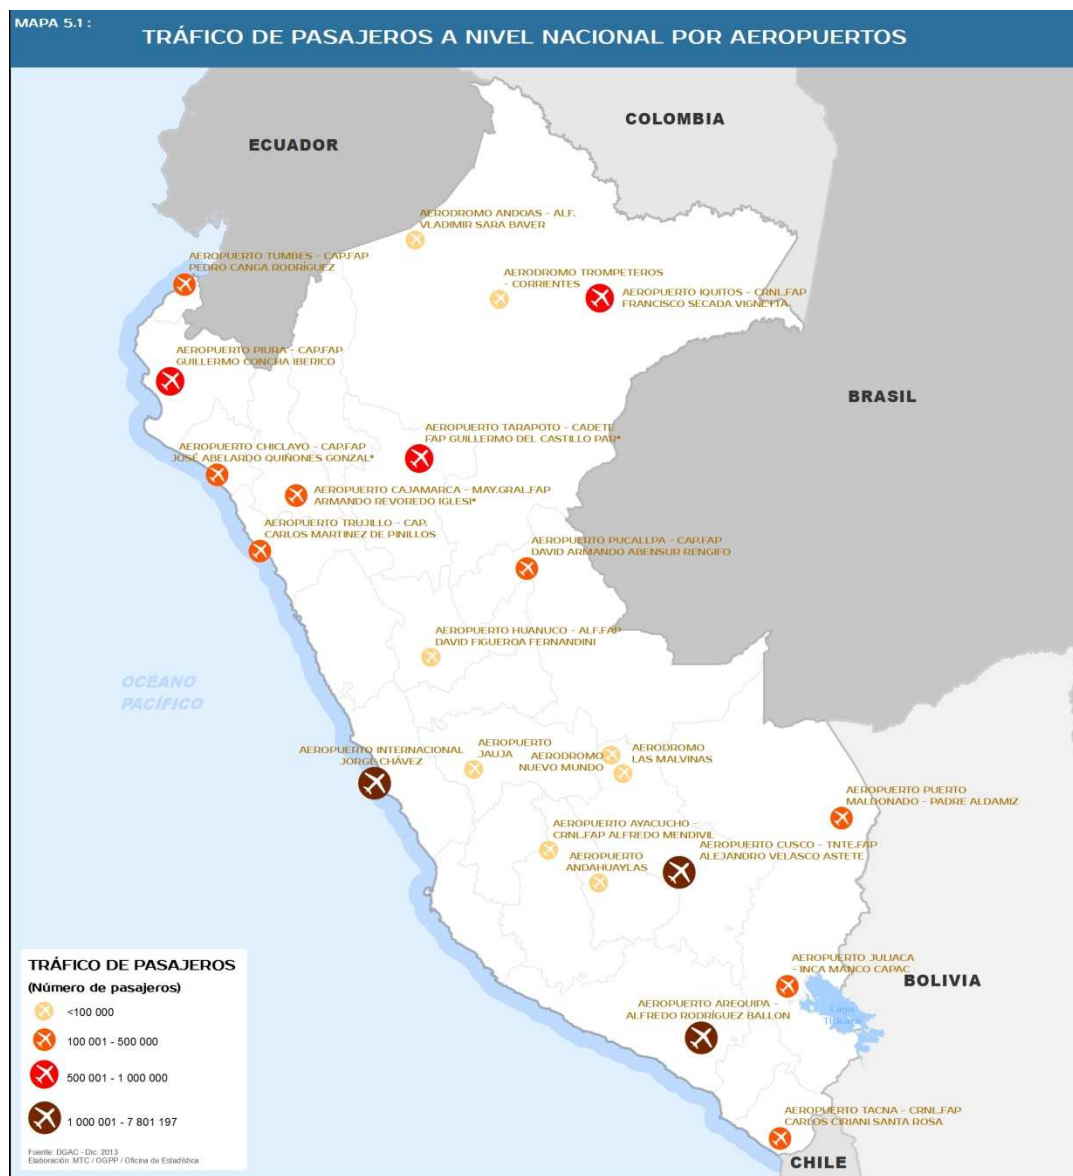 MAPA 5.1 :
TRÁFICO DE PASAJEROS A NIVEL NACIONAL POR AEROPUERTOS
COLOMBIA
ECUADOR
AERODROMO ANDOAS - ALF.
VLADIMIR SARA BAVER
AEROPUERTO TUMBES - CAP.FAP
PEDRO CANGA RODRÍGUEZ
AERODROMO TROMPETEROS
- CORRIENTES
AEROPUERTO IQUITOS - CRNL.FAP
FRANCISCO SECADA VIGNETTA
AEROPUERTO PIURA - CAP.FAP
GUILLERMO CONCHA IBERICO
BRASIL
AEROPUERTO TARAPOTO - CADETE
FAP GUILLERMO DEL CASTILLO PAR*
AEROPUERTO CHICLAYO - CAP.FAP
JOSÉ ABELARDO QUIÑONES GONZAL*
AEROPUERTO CAJAMARCA - MAY.GRAL.FAP
ARMANDO REVOREDO IGLESI*
AEROPUERTO TRUJILLO - CAP.
CARLOS MARTINEZ DE PINILLOS
AEROPUERTO PUCALLPA - CAP.FAP
DAVID ARMANDO ABENSUR RENGIFO
AEROPUERTO HUANUCO - ALF.FAP
DAVID FIGUEROA FERNANDINI
OCÉANO
PACÍFICO
AEROPUERTO INTERNACIONAL
JORGE CHÁVEZ
AEROPUERTO
JAUJA
AERODROMO
NUEVO MUNDO
AERODROMO
LAS MALVINAS
AEROPUERTO PUERTO
MALDONADO - PADRE ALDAMIZ
AEROPUERTO AYACUCHO -
CRNL.FAP ALFREDO MENDIVIL
AEROPUERTO CUSCO - TNTE.FAP
ALEJANDRO VELASCO ASTETE
AEROPUERTO
ANDAHUAYLAS
AEROPUERTO JULIACA
- INCA MANCO CAPAC
BOLIVIA
AEROPUERTO AREQUIPA -
ALFREDO RODRÍGUEZ BALLON
Lago
Titicaca
AEROPUERTO TACNA - CRNL.FAP
CARLOS CIRIANI SANTA ROSA
CHILE
TRÁFICO DE PASAJEROS
(Número de pasajeros)
<100 000
100 001 - 500 000
500 001 - 1 000 000
1 000 001 - 7 801 197
Fuente: DGAC - Dic. 2013
Elaboración: MTC / OGPP / Oficina de Estadística